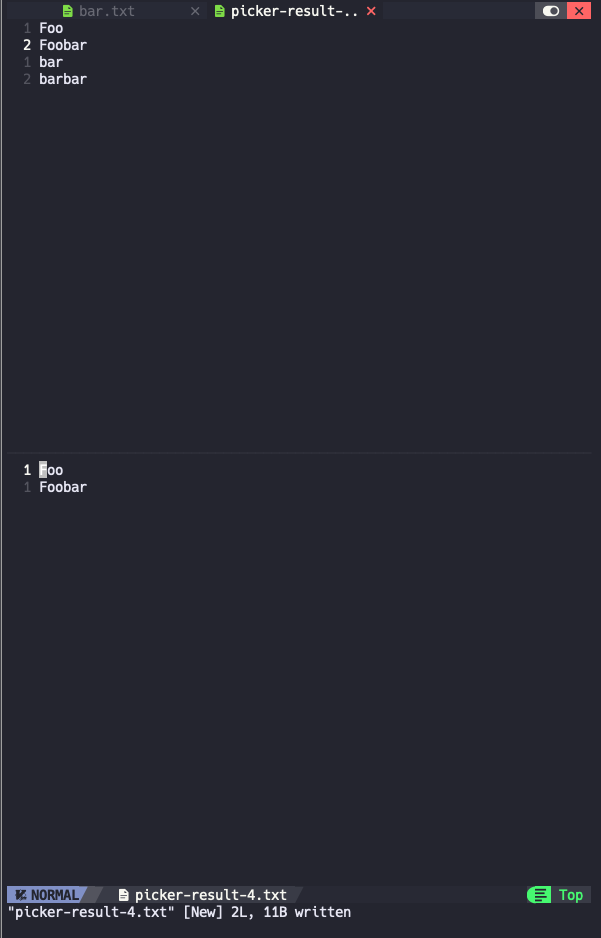 bar.txt × picker-result-.. ×
1 Foo
2 Foobar
1 bar
2 barbar
1 Foo
1 Foobar
NORMAL picker-result-4.txt Top
"picker-result-4.txt" [New] 2L, 11B written